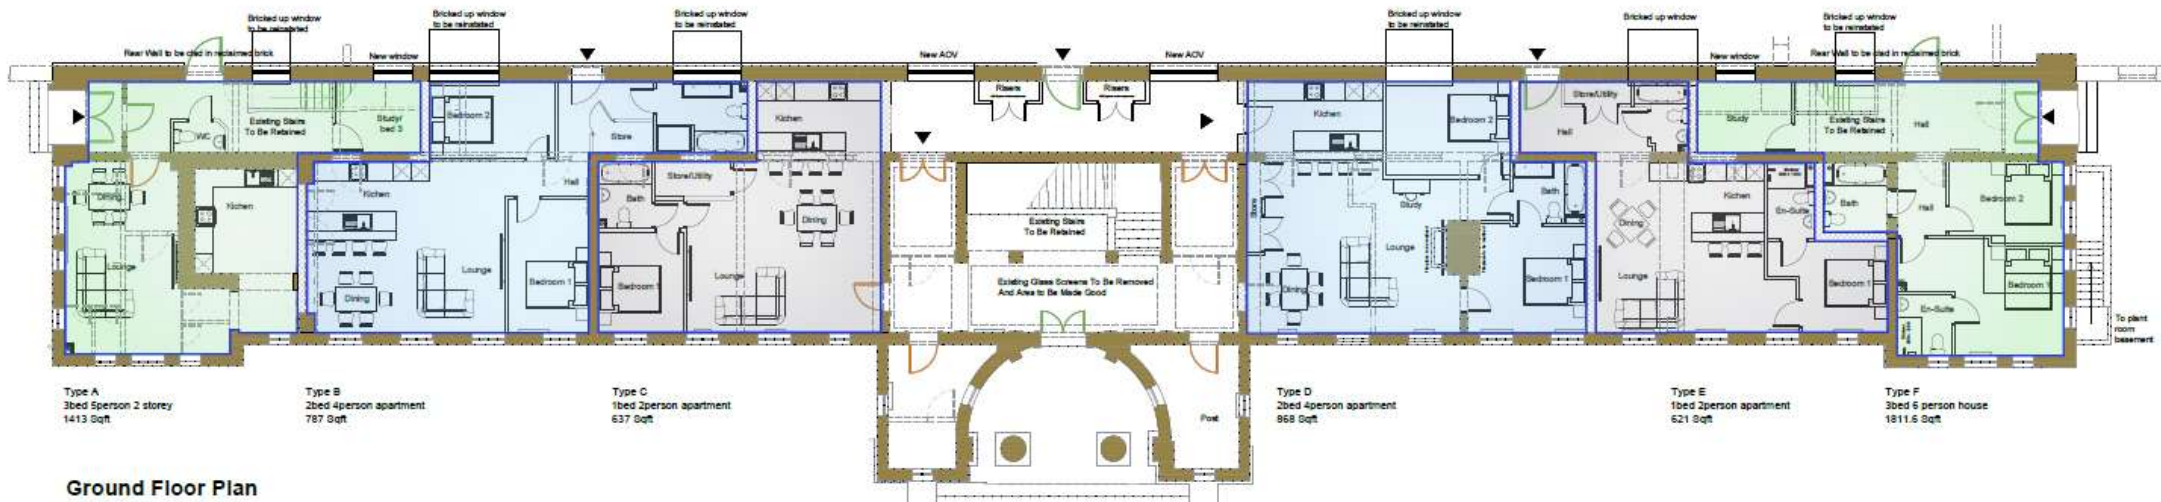 Bricked up window
to be reinstated
Bricked up window
to be reinstated
Bricked up window
to be reinstated
Bricked up window
to be reinstated
Bricked up window
Bricked up window
to be reinstated
Rear Wall to be clad in reclaimed brick
New window
New AOV
New AOV
New window
Rear Wall to be clad in reclaimed brick
Risers
Risers
WC
Existing Stairs
To Be Retained
Study/
bed 3
Bedroom 2
Store
Kichen
Kichen
Bedroom 2
Store/Utility
Hall
Study
Existing Stairs
To Be Retained
Hall
Dining
Kichen
Kichen
Hall
Store/Utility
Bath
Dining
Existing Stairs
To Be Retained
Store
Study
Bath
Kichen
Dining
En-Suite
Bath
Hall
Bedroom 2
Lounge
Lounge
Dining
Bedroom 1
Bedroom 1
Lounge
Existing Glass Screens To Be Removed
And Area to Be Made Good
Lounge
Dining
Bedroom 1
Lounge
Bedroom 1
Bedroom 1
En-Suite
To plant
room
basement
Type A
3bed 5person 2 storey
1413 Sqft
Type B
2bed 4person apartment
787 Sqft
Type C
1bed 2person apartment
637 Sqft
Post
Type D
2bed 4person apartment
868 Sqft
Type E
1bed 2person apartment
621 Sqft
Type F
3bed 6 person house
1811.6 Sqft
Ground Floor Plan